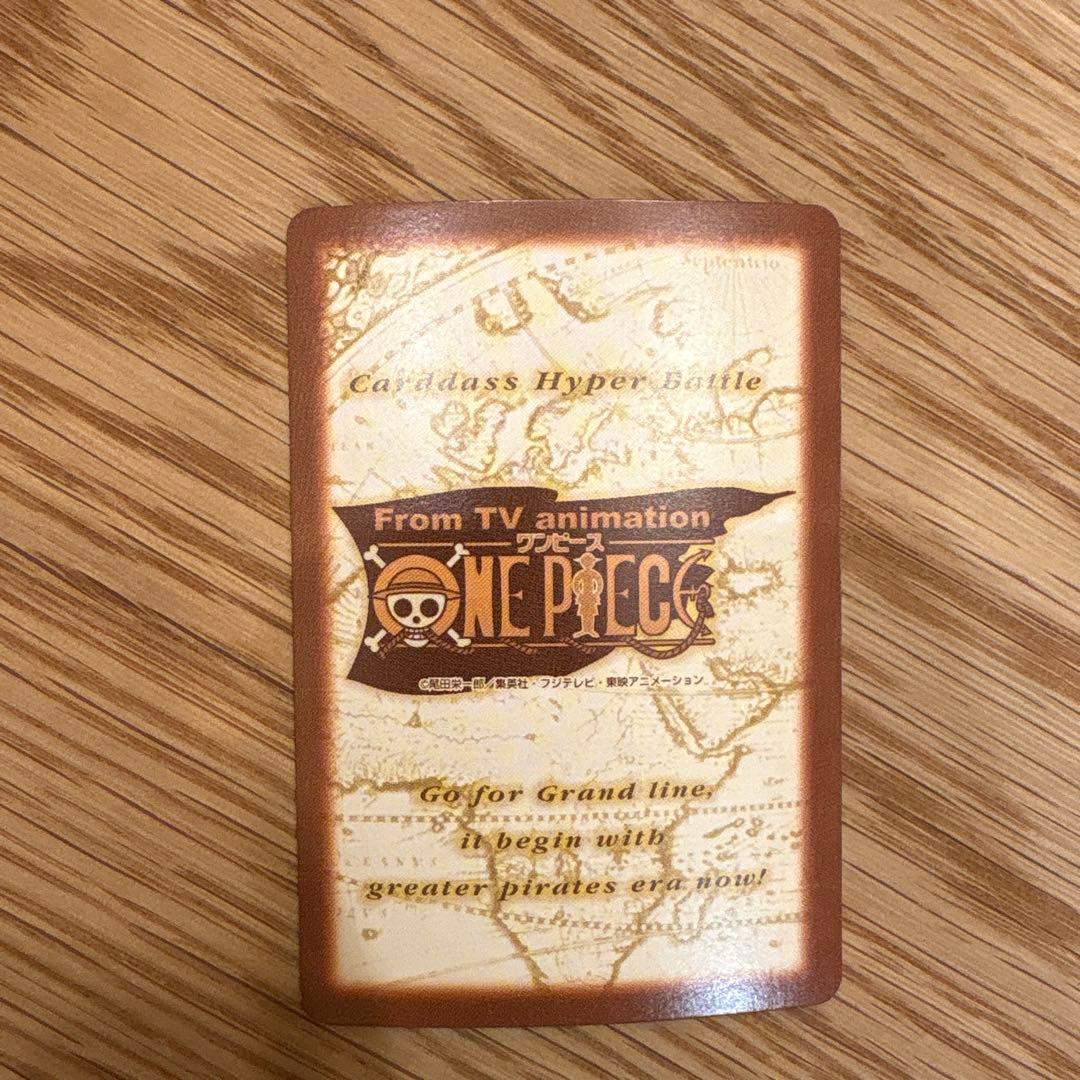 Septentrio
Carddass Hyper Battle
From TV animation
ワンピース
ONE PIECE
©尾田栄一郎/集英社・フジテレビ・東映アニメーション
Go for Grand line,
it begin with
greater pirates era now!